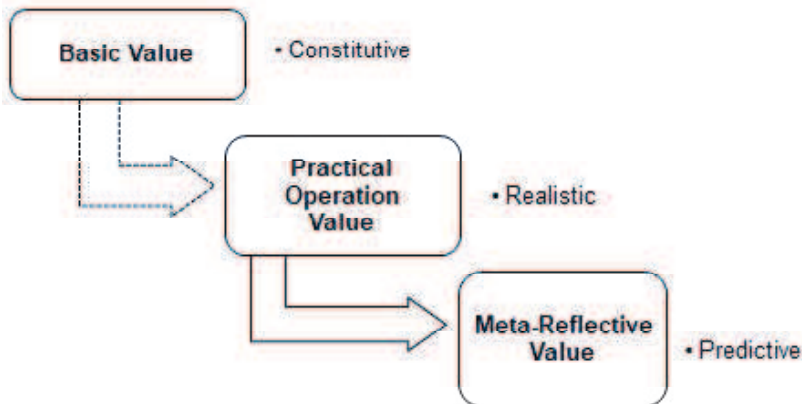 Basic Value
• Constitutive
Practical
Operation
Value
• Realistic
Meta-Reflective
Value
• Predictive